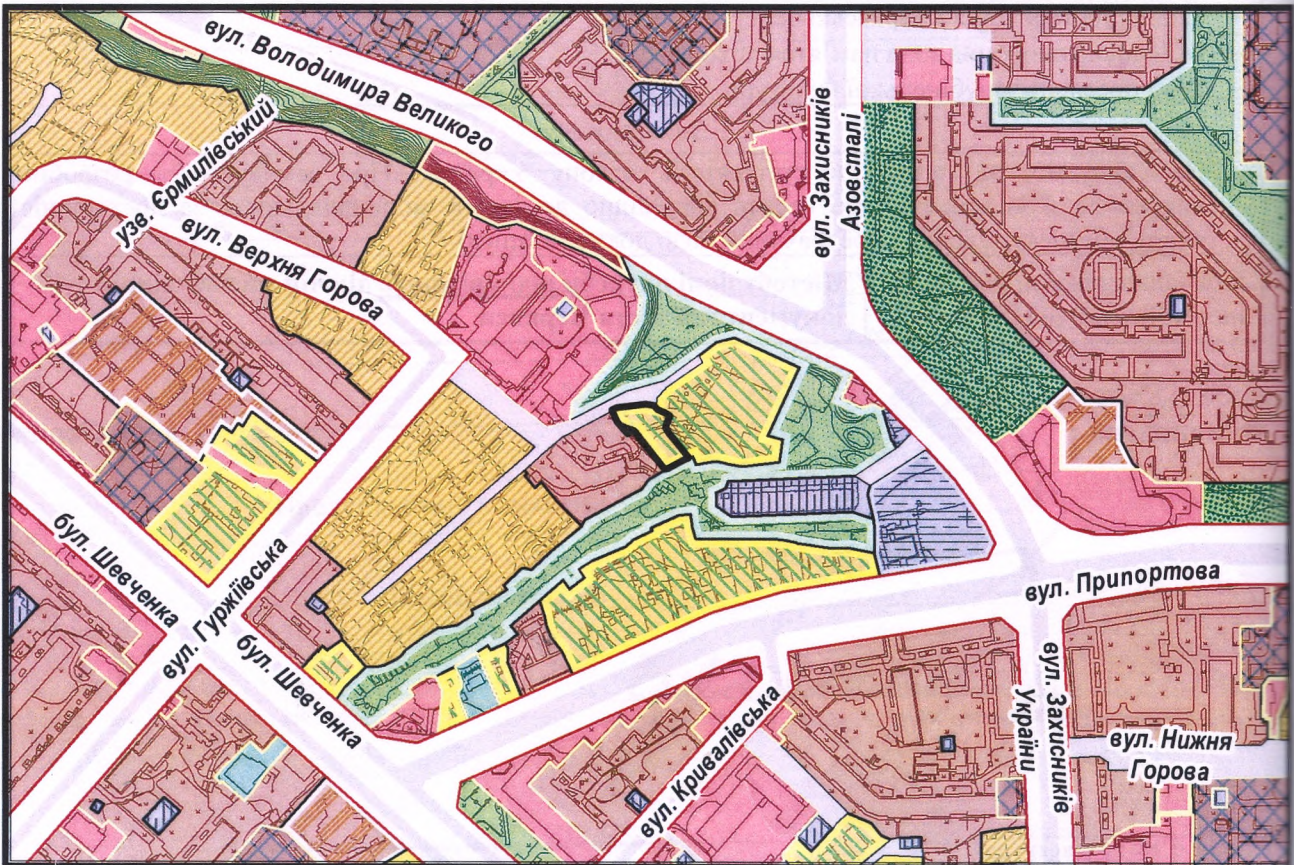 вул. Володимира Великого
вул. Захисників
Азовсталі
узв. Єрмилівський
вул. Верхня Горова
бул. Шевченка
вул. Гуржіївська
бул. Шевченка
вул. Припортова
вул. Кривалівська
вул. Захисників
України
вул. Нижня
Горова